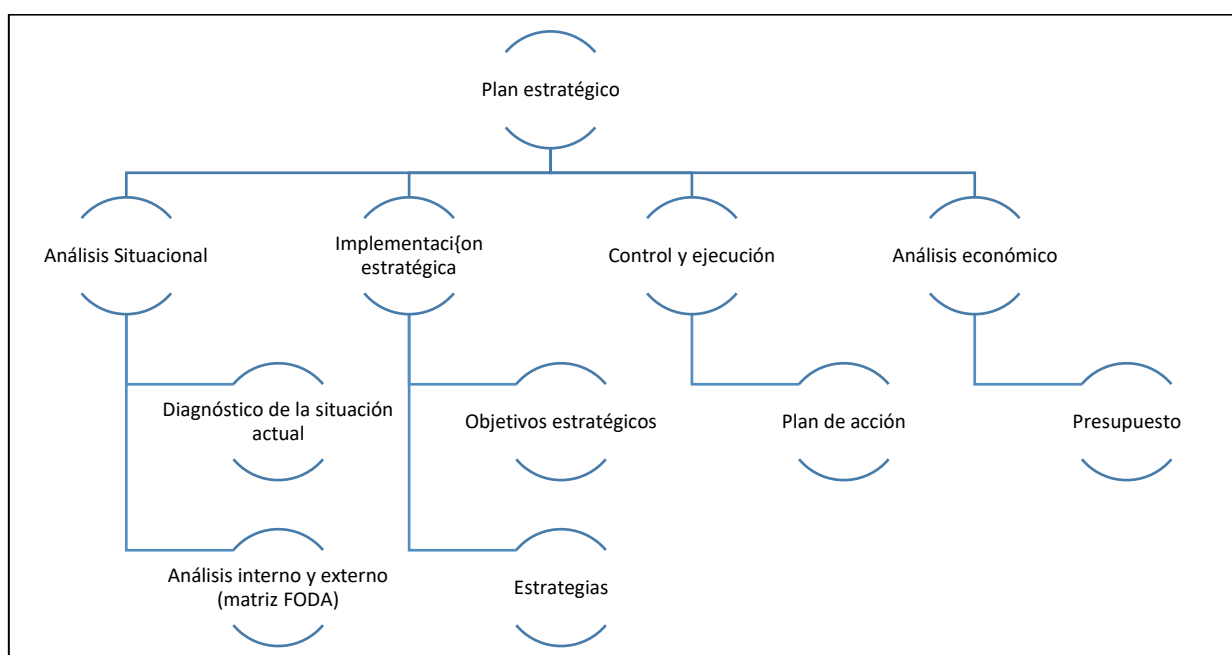 Plan estratégico
Análisis Situacional
Implementaci{on
estratégica
Control y ejecución
Análisis económico
Diagnóstico de la situación
actual
Objetivos estratégicos
Plan de acción
Presupuesto
Análisis interno y externo
(matriz FODA)
Estrategias